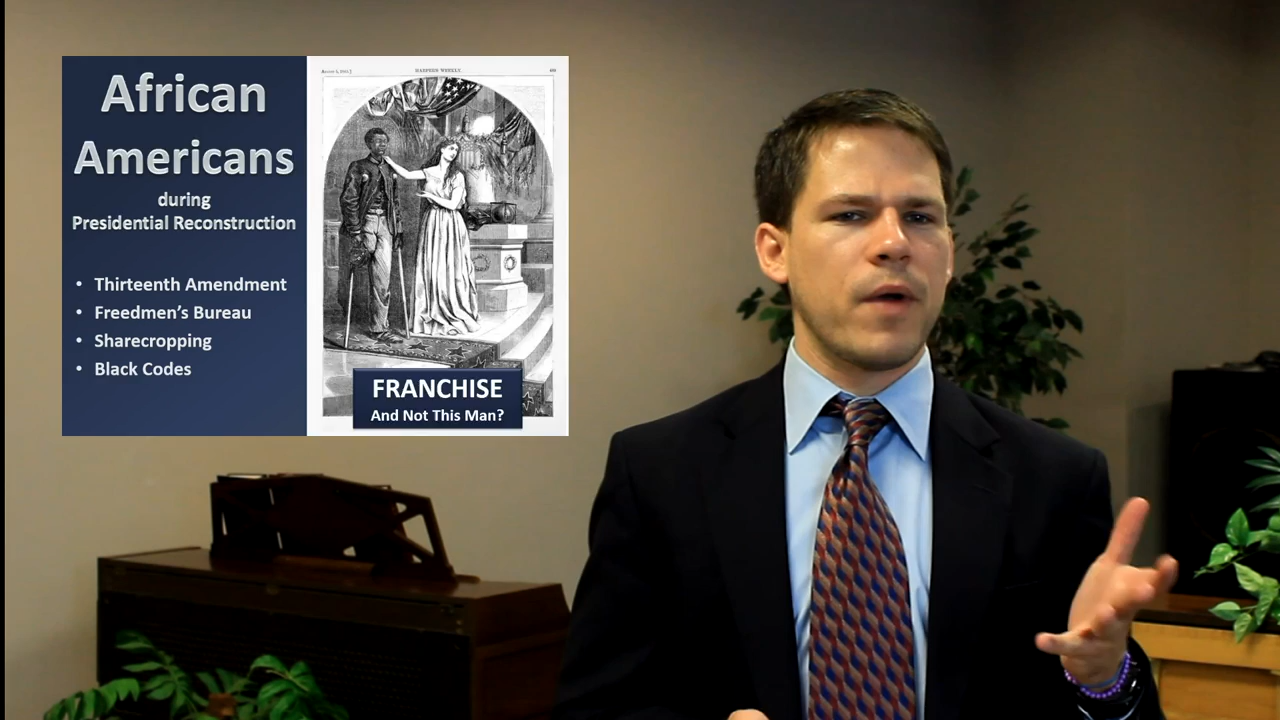 African
Americans
during
Presidential Reconstruction
• Thirteenth Amendment
• Freedmen's Bureau
• Sharecropping
• Black Codes
HARPER'S WEEKLY.
FRANCHISE
And Not This Man?